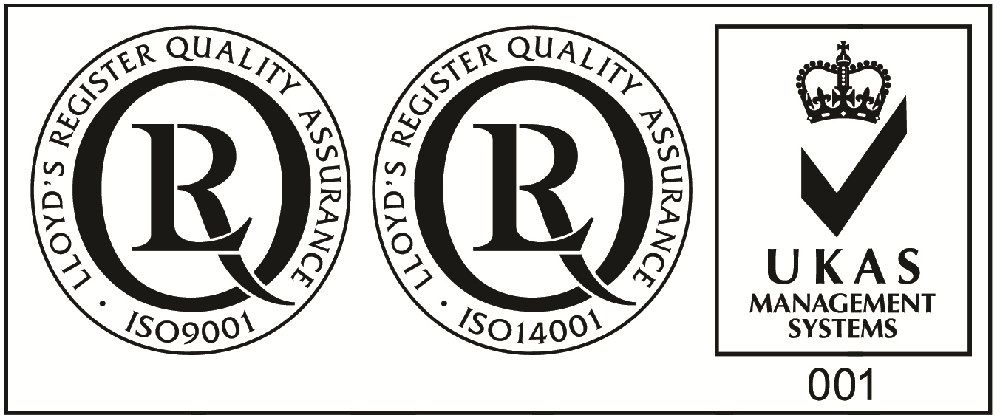 LLOYD'S REGISTER QUALITY ASSURANCE
LRQ
· ISO9001
LLOYD'S REGISTER QUALITY ASSURANCE
LRQ
· ISO14001
UKAS
MANAGEMENT
SYSTEMS
001